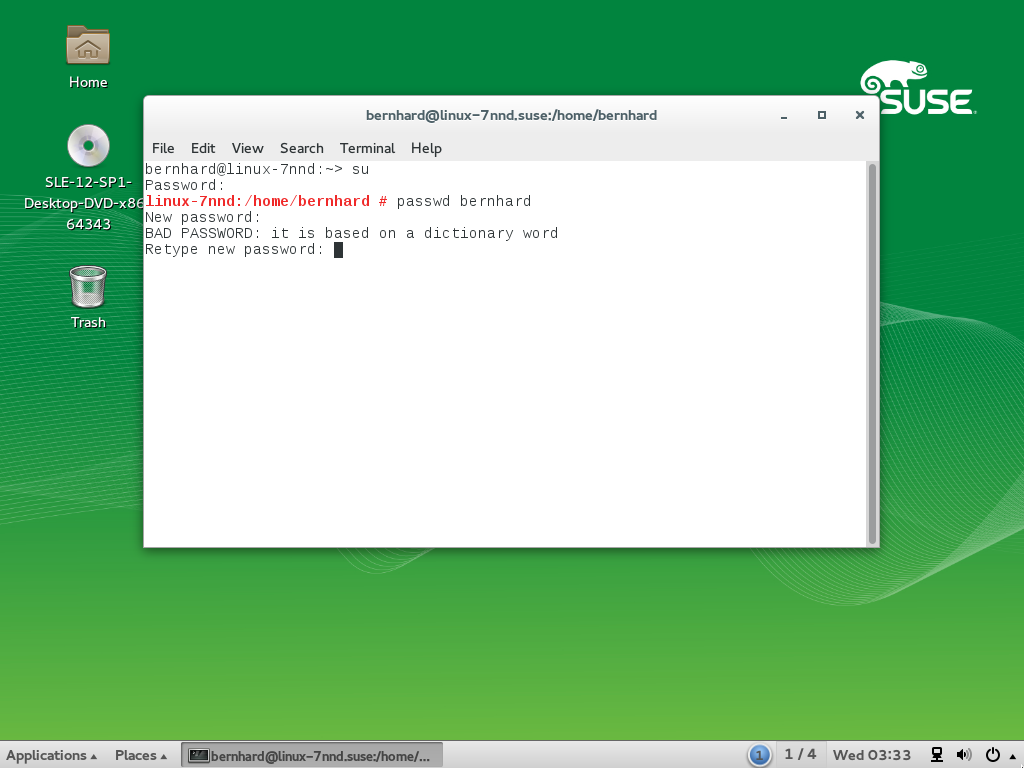 Home
SLE-12-SP1-
Desktop-DVD-x86
64343
Trash
SUSE
bernhard@linux-7nnd.suse:/home/bernhard
File Edit View Search Terminal Help
bernhard@linux-7nnd:~> su
Password:
linux-7nnd:/home/bernhard # passwd bernhard
New password:
BAD PASSWORD: it is based on a dictionary word
Retype new password:
Applications Places bernhard@linux-7nnd.suse:/home/... 1 1 / 4 Wed 03:33